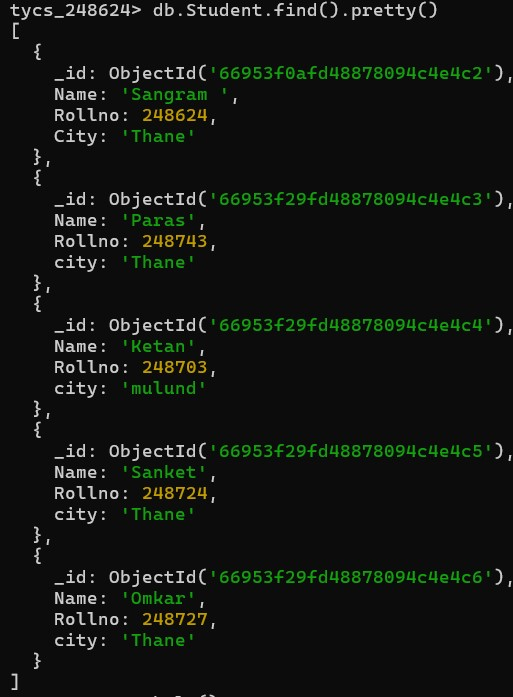 tycs_248624> db.Student.find().pretty()
[
  {
    _id: ObjectId('66953f0afd48878094c4e4c2'),
    Name: 'Sangram ',
    Rollno: 248624,
    City: 'Thane'
  },
  {
    _id: ObjectId('66953f29fd48878094c4e4c3'),
    Name: 'Paras',
    Rollno: 248743,
    city: 'Thane'
  },
  {
    _id: ObjectId('66953f29fd48878094c4e4c4'),
    Name: 'Ketan',
    Rollno: 248703,
    city: 'mulund'
  },
  {
    _id: ObjectId('66953f29fd48878094c4e4c5'),
    Name: 'Sanket',
    Rollno: 248724,
    city: 'Thane'
  },
  {
    _id: ObjectId('66953f29fd48878094c4e4c6'),
    Name: 'Omkar',
    Rollno: 248727,
    city: 'Thane'
  }
]